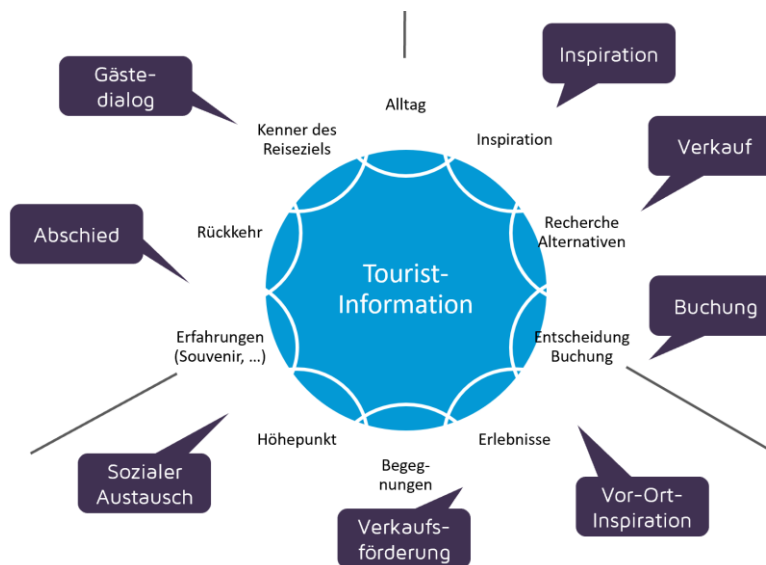 Gäste-
dialog
Alltag
Inspiration
Kenner des
Reiseziels
Inspiration
Verkauf
Abschied
Rückkehr
Recherche
Alternativen
Tourist-
Information
Buchung
Erfahrungen
(Souvenir, ...)
Entscheidung
Buchung
Höhepunkt
Erlebnisse
Sozialer
Austausch
Begeg-
nungen
Verkaufs-
förderung
Vor-Ort-
Inspiration